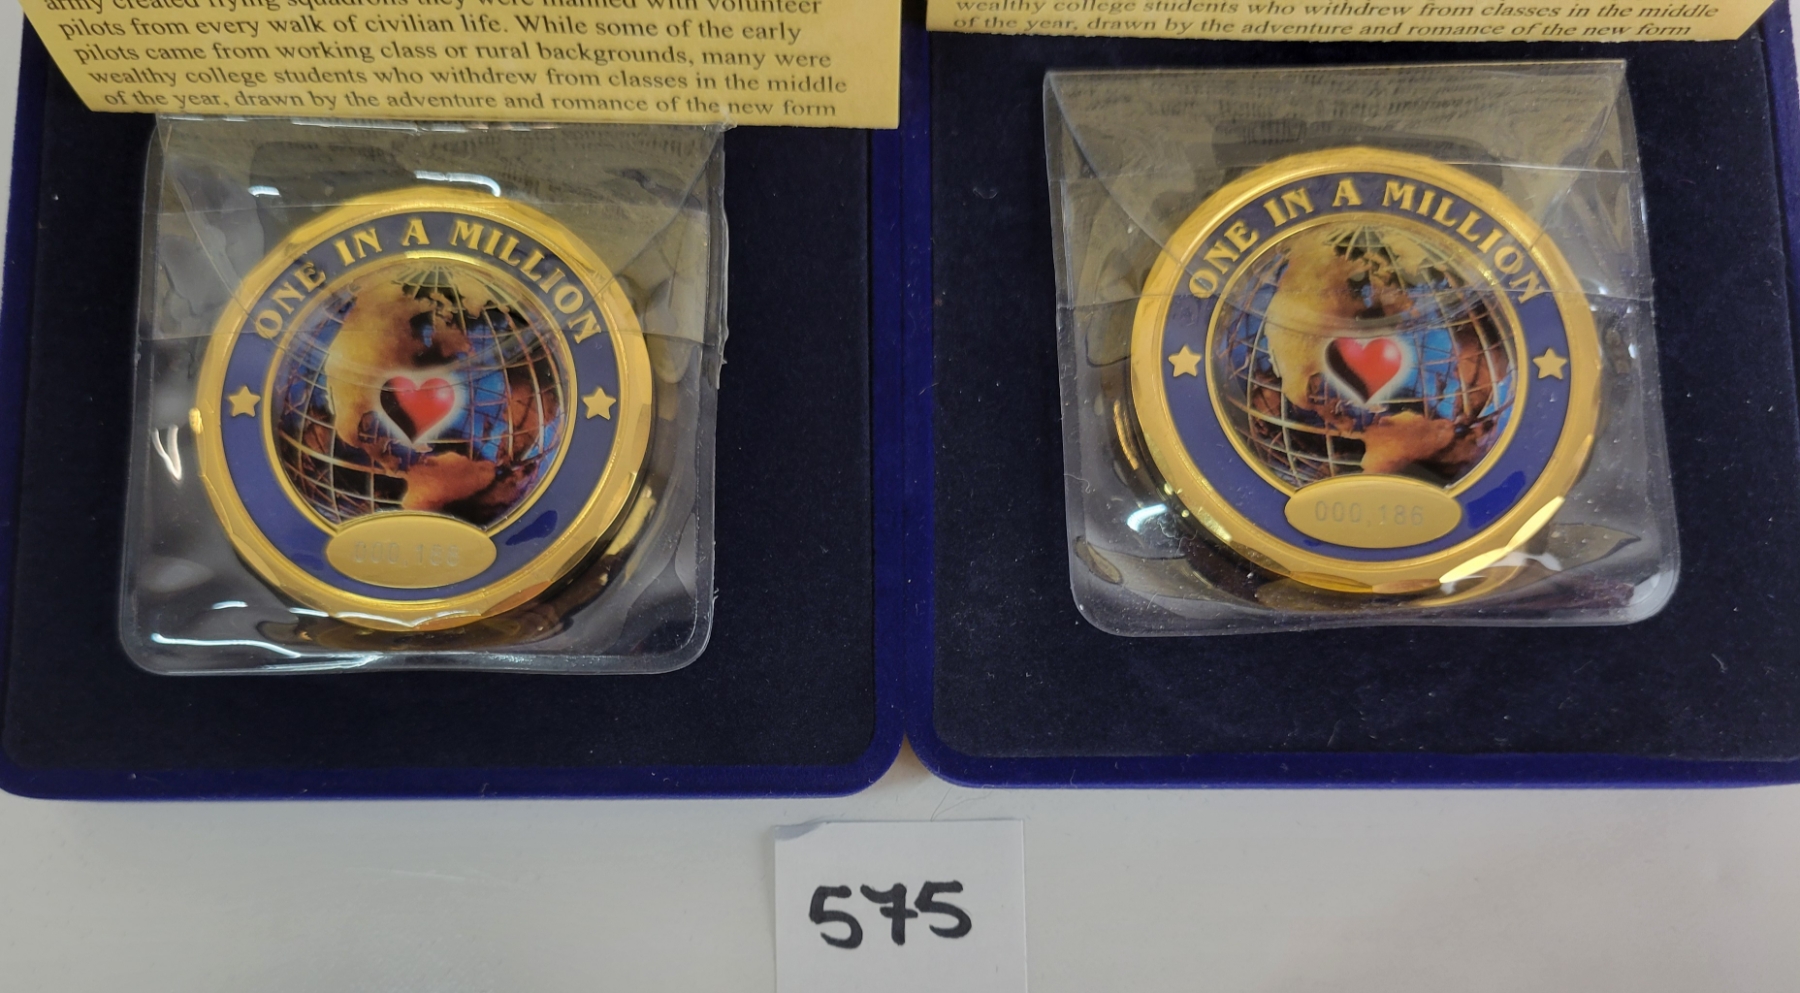 army created flying squadrons they were manned with volunteer
pilots from every walk of civilian life. While some of the early
pilots came from working class or rural backgrounds, many were
wealthy college students who withdrew from classes in the middle
of the year, drawn by the adventure and romance of the new form
wealthy college students who withdrew from classes in the middle
of the year, drawn by the adventure and romance of the new form
ONE IN A MILLION
000,186
ONE IN A MILLION
000,186
575